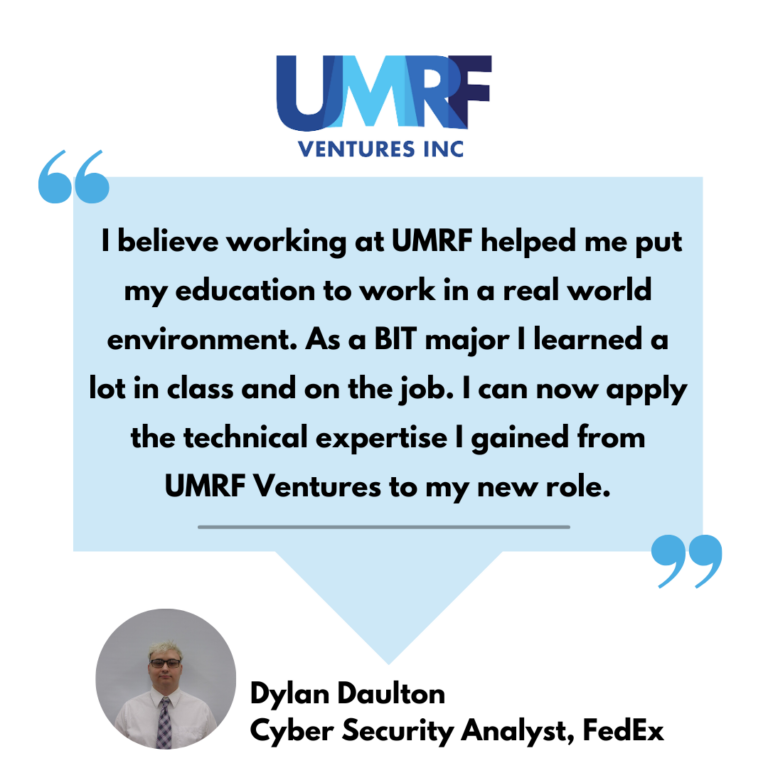 UMRF
VENTURES INC
I believe working at UMRF helped me put
my education to work in a real world
environment. As a BIT major I learned a
lot in class and on the job. I can now apply
the technical expertise I gained from
UMRF Ventures to my new role.
Dylan Daulton
Cyber Security Analyst, FedEx